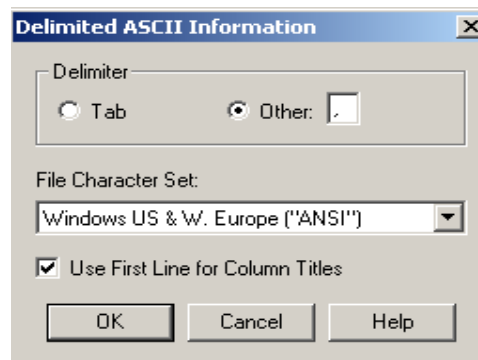 Delimited ASCII Information
Delimiter
Tab
Other: ,
File Character Set:
Windows US & W. Europe ("ANSI")
Use First Line for Column Titles
OK Cancel Help